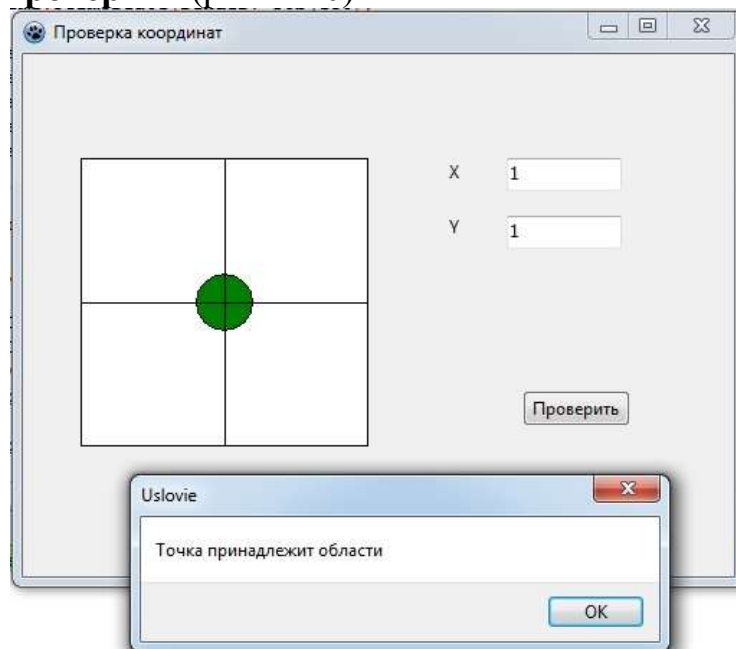 Проверка координат
X 1
Y 1
Проверить
Uslovie
Точка принадлежит области
OK